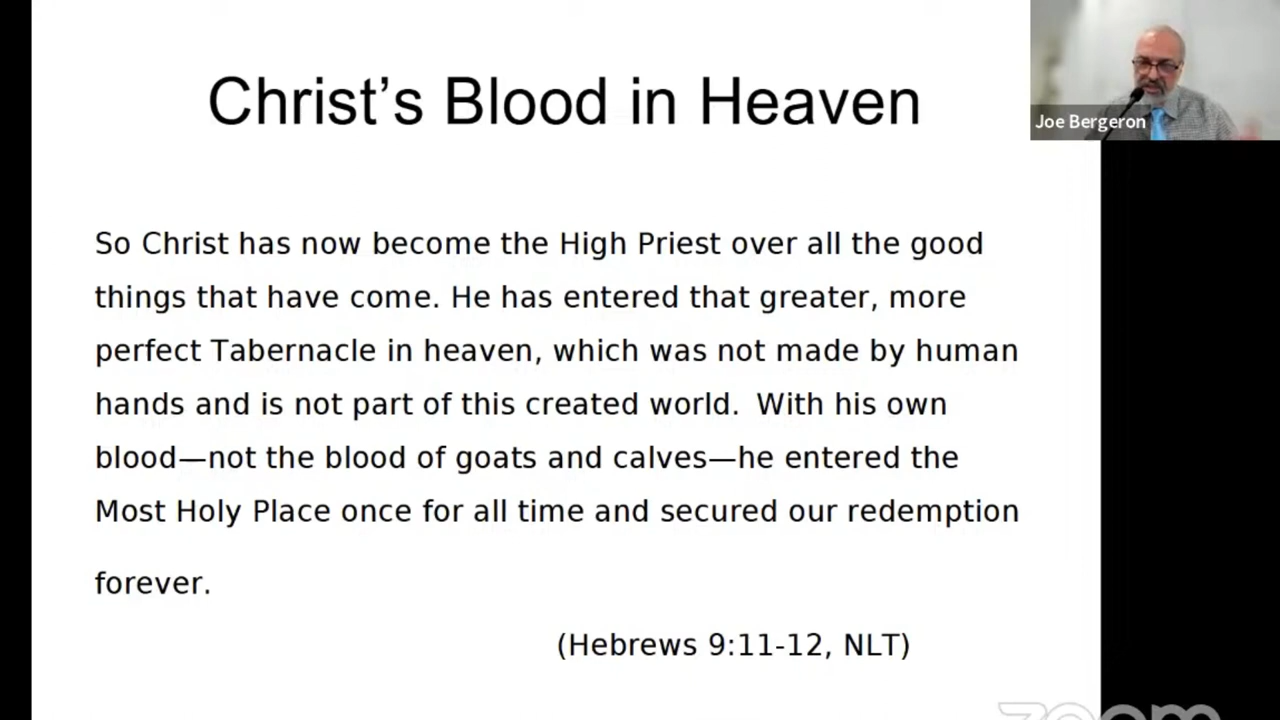 Christ’s Blood in Heaven
Joe Bergeron
So Christ has now become the High Priest over all the good
things that have come. He has entered that greater, more
perfect Tabernacle in heaven, which was not made by human
hands and is not part of this created world. With his own
blood—not the blood of goats and calves—he entered the
Most Holy Place once for all time and secured our redemption
forever.
(Hebrews 9:11-12, NLT)
zoom